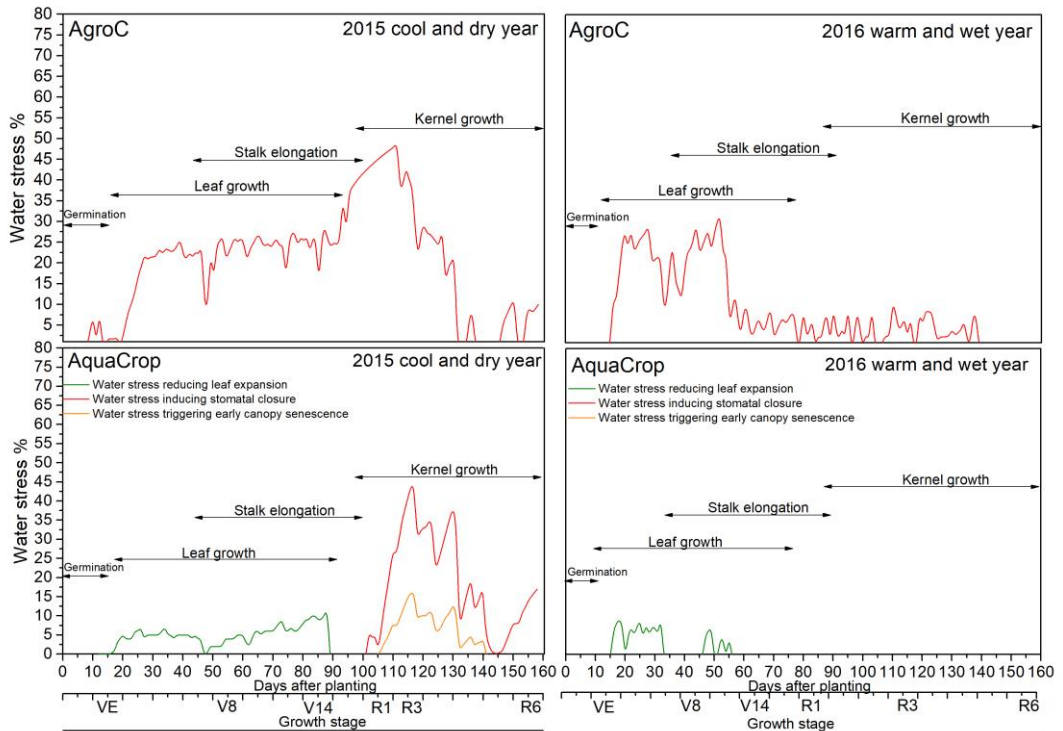 AgroC
2015 cool and dry year
80
75
70
65
60
55
50
45
40
35
30
25
20
15
10
5
Water stress %
Kernel growth
Stalk elongation
Leaf growth
Germination
AgroC
2016 warm and wet year
Kernel growth
Stalk elongation
Leaf growth
Germination
AquaCrop
2015 cool and dry year
Water stress reducing leaf expansion
Water stress inducing stomatal closure
Water stress triggering early canopy senescence
80
75
70
65
60
55
50
45
40
35
30
25
20
15
10
5
0
Water stress %
Kernel growth
Stalk elongation
Leaf growth
Germination
0 10 20 30 40 50 60 70 80 90 100 110 120 130 140 150 160
Days after planting
VE V8 V14 R1 R3 R6
Growth stage
AquaCrop
2016 warm and wet year
Water stress reducing leaf expansion
Water stress inducing stomatal closure
Water stress triggering early canopy senescence
Kernel growth
Stalk elongation
Leaf growth
Germination
0 10 20 30 40 50 60 70 80 90 100 110 120 130 140 150 160
Days after planting
VE V8 V14 R1 R3 R6
Growth stage